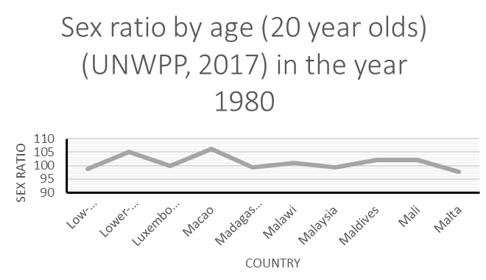 Sex ratio by age (20 year olds)
(UNWPP, 2017) in the year
1980
110
105
100
95
90
SEX RATIO
Low-…
Lower-…
Luxembo…
Macao
Madagas…
Malawi
Malaysia
Maldives
Mali
Malta
COUNTRY